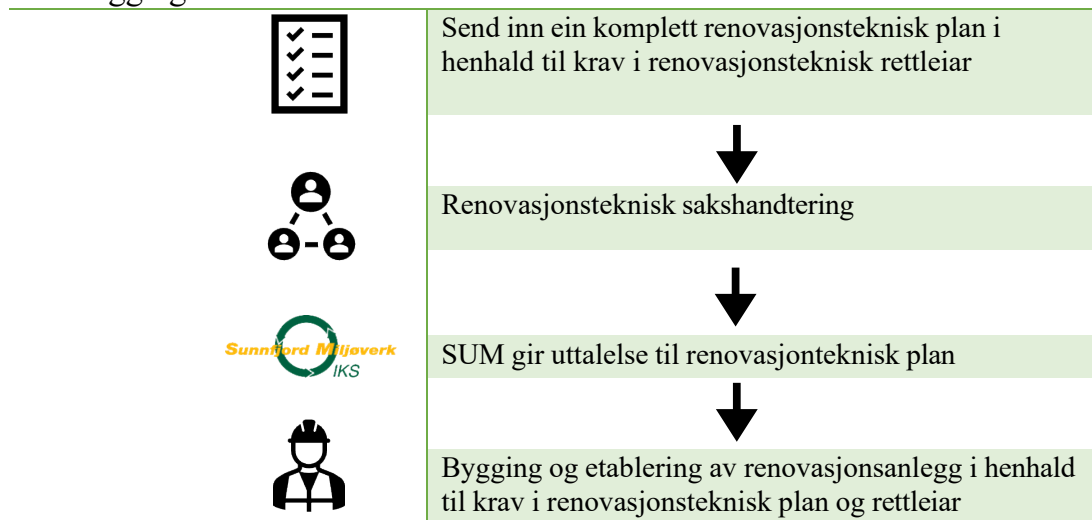 Send inn ein komplett renovasjonsteknisk plan i
henhald til krav i renovasjonsteknisk rettleiar
Renovasjonsteknisk sakshandtering
Sunnfjord Miljøverk
IKS
SUM gir uttalelse til renovasjonteknisk plan
Bygging og etablering av renovasjonsanlegg i henhald
til krav i renovasjonsteknisk plan og rettleiar